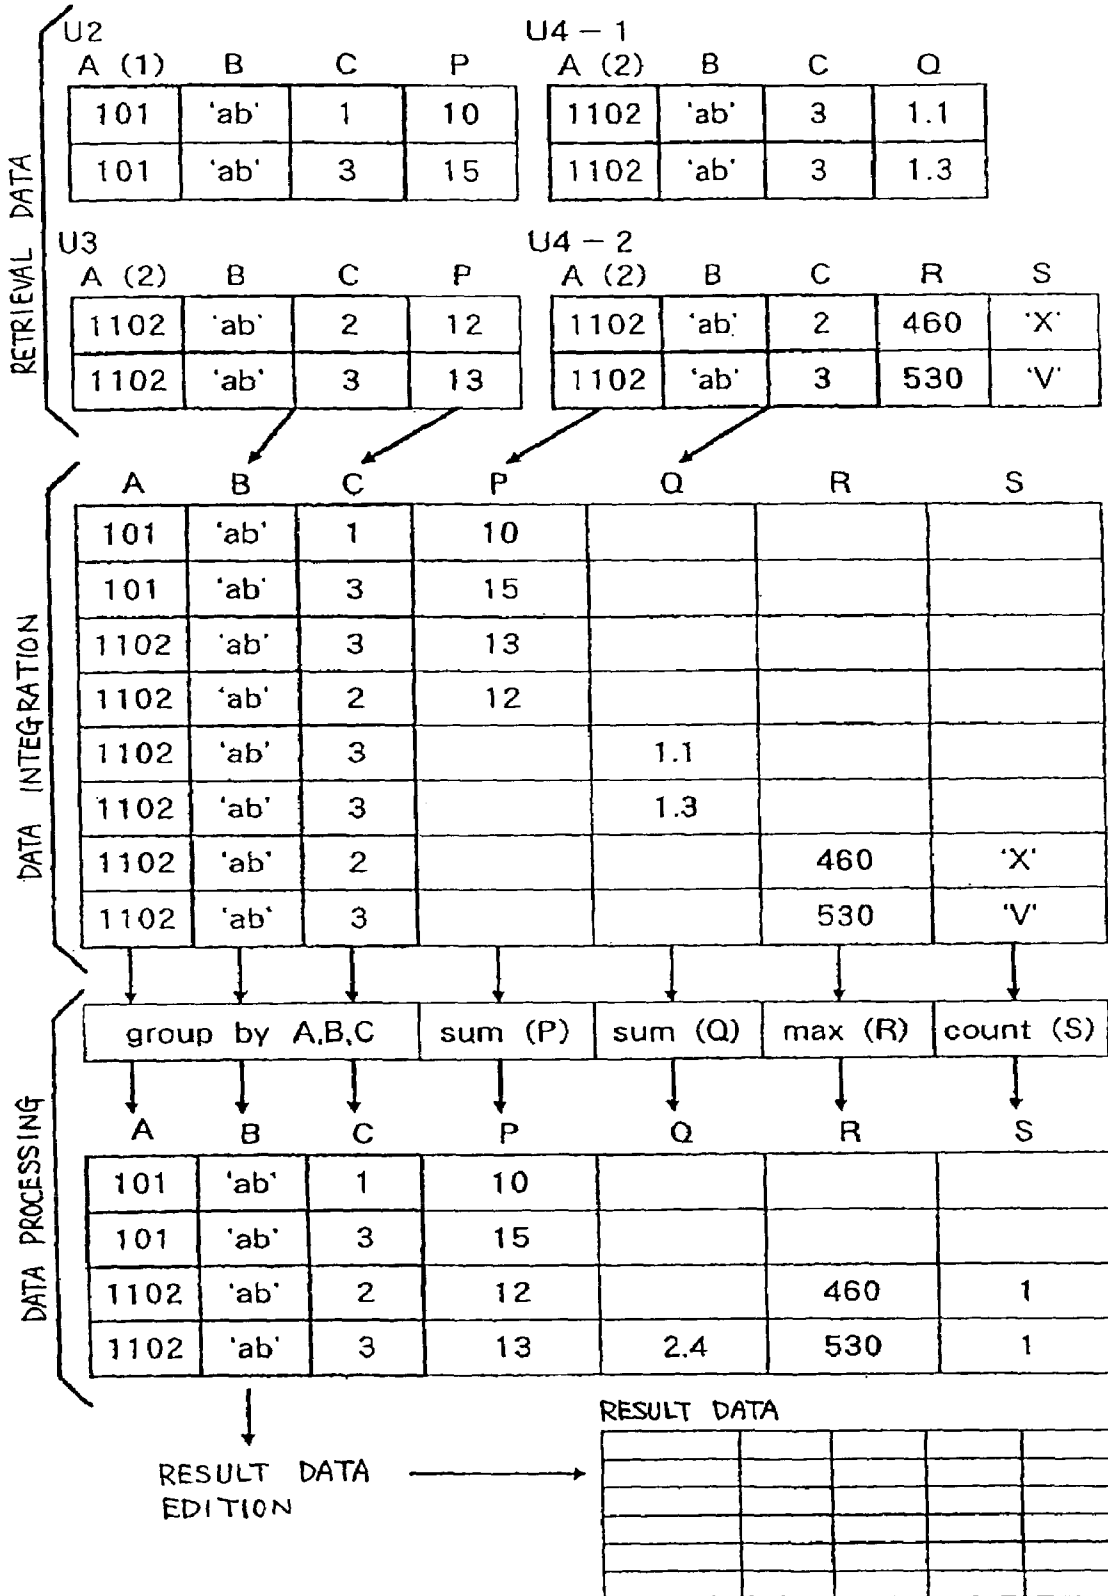 U2
A (1) B C P
101 'ab' 1 10
101 'ab' 3 15
U4 - 1
A (2) B C Q
1102 'ab' 3 1.1
1102 'ab' 3 1.3
RETRIEVAL DATA
U3
A (2) B C P
1102 'ab' 2 12
1102 'ab' 3 13
U4 - 2
A (2) B C R S
1102 'ab' 2 460 'X'
1102 'ab' 3 530 'V'
DATA INTEGRATION
A B C P Q R S
101 'ab' 1 10
101 'ab' 3 15
1102 'ab' 3 13
1102 'ab' 2 12
1102 'ab' 3 1.1
1102 'ab' 3 1.3
1102 'ab' 2 460 'X'
1102 'ab' 3 530 'V'
DATA PROCESSING
group by A,B,C sum (P) sum (Q) max (R) count (S)
A B C P Q R S
101 'ab' 1 10
101 'ab' 3 15
1102 'ab' 2 12 460 1
1102 'ab' 3 13 2.4 530 1
RESULT DATA
EDITION
RESULT DATA